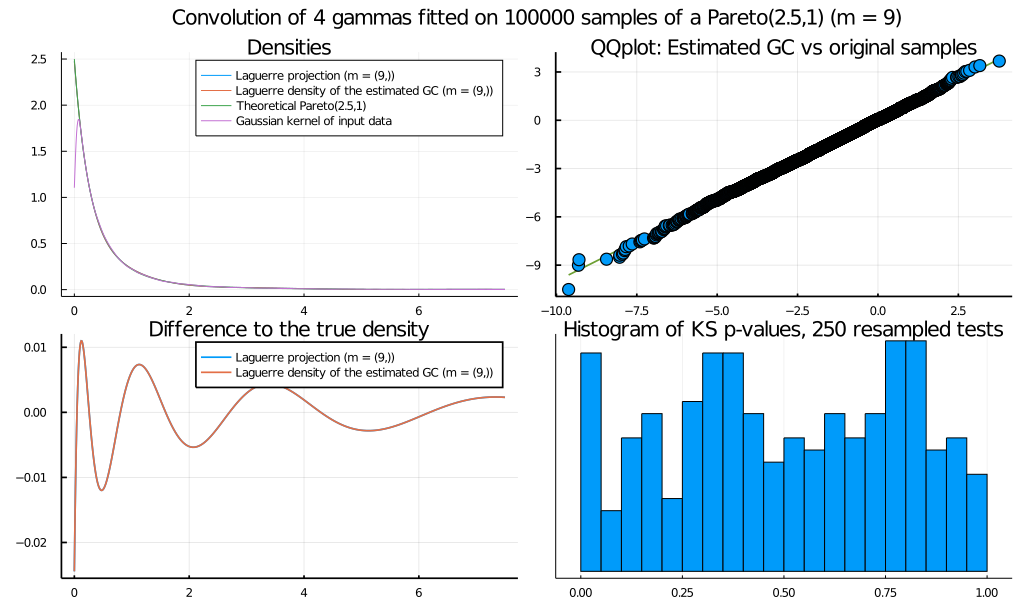 Convolution of 4 gammas fitted on 100000 samples of a Pareto(2.5,1) (m = 9)
Densities
2.5
2.0
1.5
1.0
0.5
0.0
Laguerre projection (m = (9,))
Laguerre density of the estimated GC (m = (9,))
Theoretical Pareto(2.5,1)
Gaussian kernel of input data
0 2 4 6
QQplot: Estimated GC vs original samples
3
0
−3
−6
−9
−10.0 −7.5 −5.0 −2.5 0.0 2.5
Difference to the true density
0.01
0.00
−0.01
−0.02
Laguerre projection (m = (9,))
Laguerre density of the estimated GC (m = (9,))
0 2 4 6
Histogram of KS p-values, 250 resampled tests
0.00 0.25 0.50 0.75 1.00